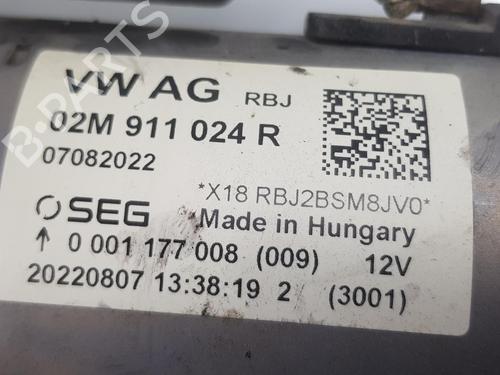 VW AG RBJ
02M 911 024 R
07082022
*X18 RBJ2BSM8JV0*
SEG
Made in Hungary
↑ 0 001 177 008 (009) 12V
20220807 13:38:19 2 (3001)
B-PARTS